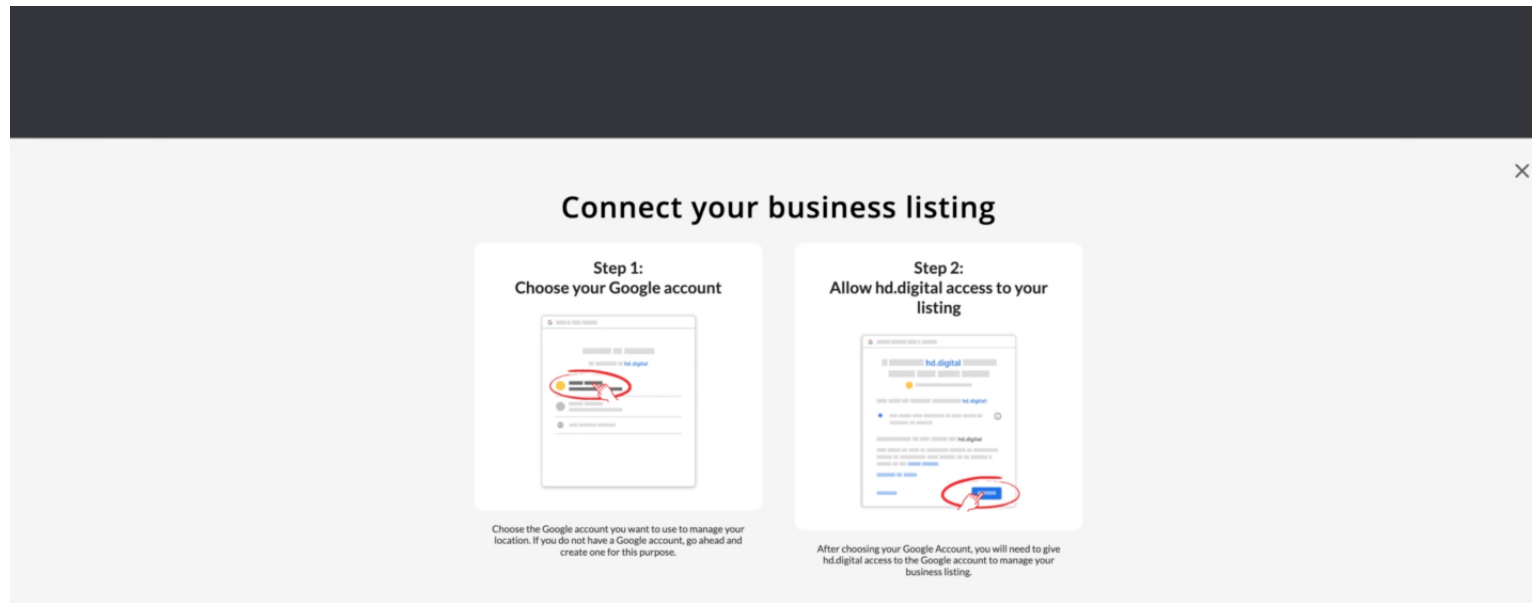 Connect your business listing
Step 1:
Choose your Google account
hd.digital
Choose the Google account you want to use to manage your
location. If you do not have a Google account, go ahead and
create one for this purpose.
Step 2:
Allow hd.digital access to your
listing
hd.digital
hd.digital
hd.digital
After choosing your Google Account, you will need to give
hd.digital access to the Google account to manage your
business listing.